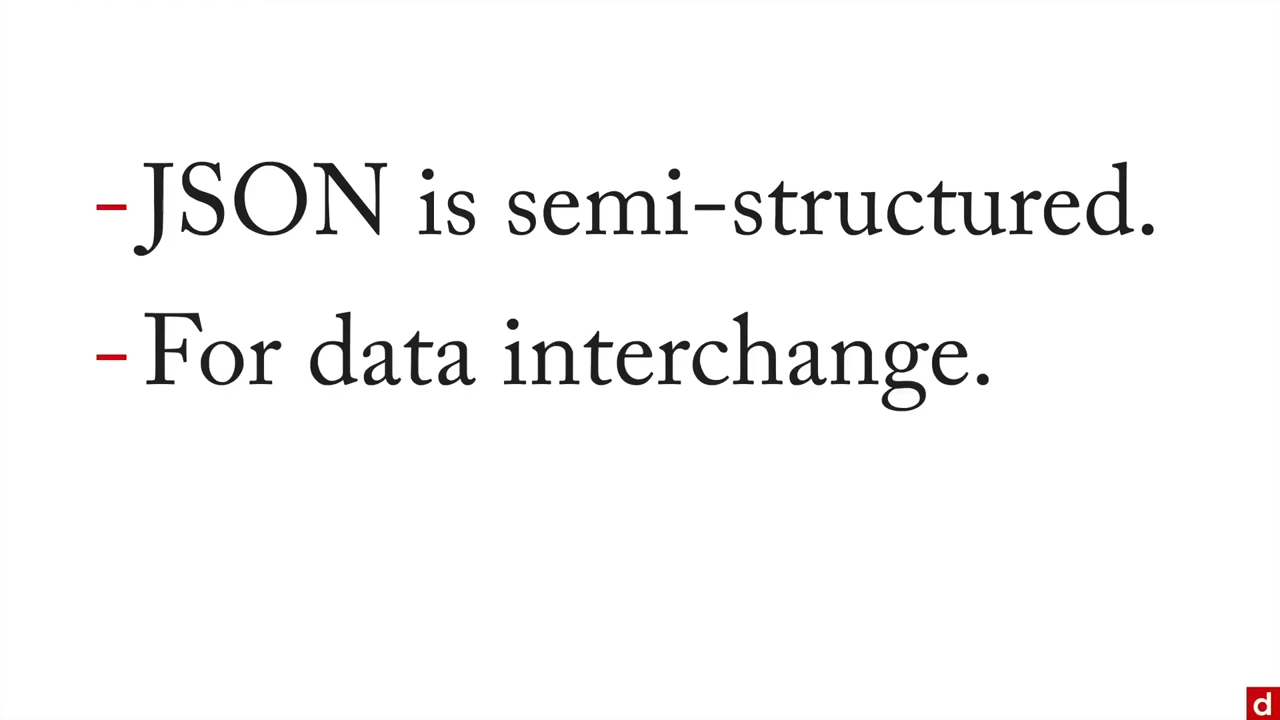 -JSON is semi-structured.
-For data interchange.
d